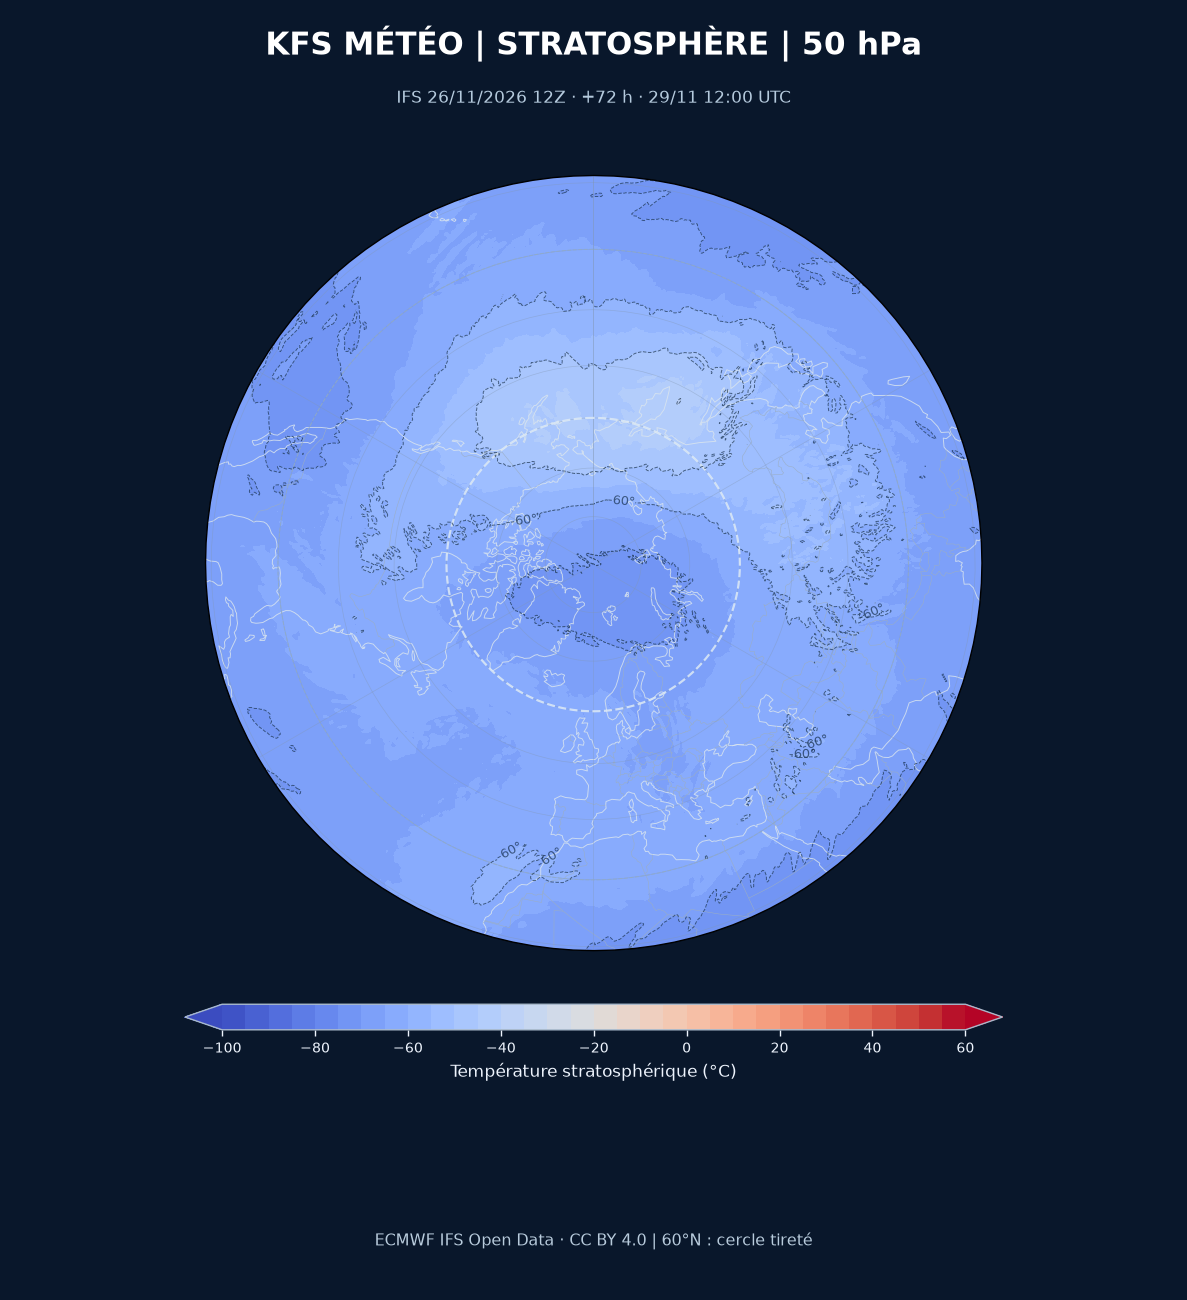 KFS MÉTÉO | STRATOSPHÈRE | 50 hPa
IFS 26/11/2026 12Z · +72 h · 29/11 12:00 UTC
60°
60°
60°
60°
-60°
60°
60°
−100 −80 −60 −40 −20 0 20 40 60
Température stratosphérique (°C)
ECMWF IFS Open Data · CC BY 4.0 | 60°N : cercle tireté